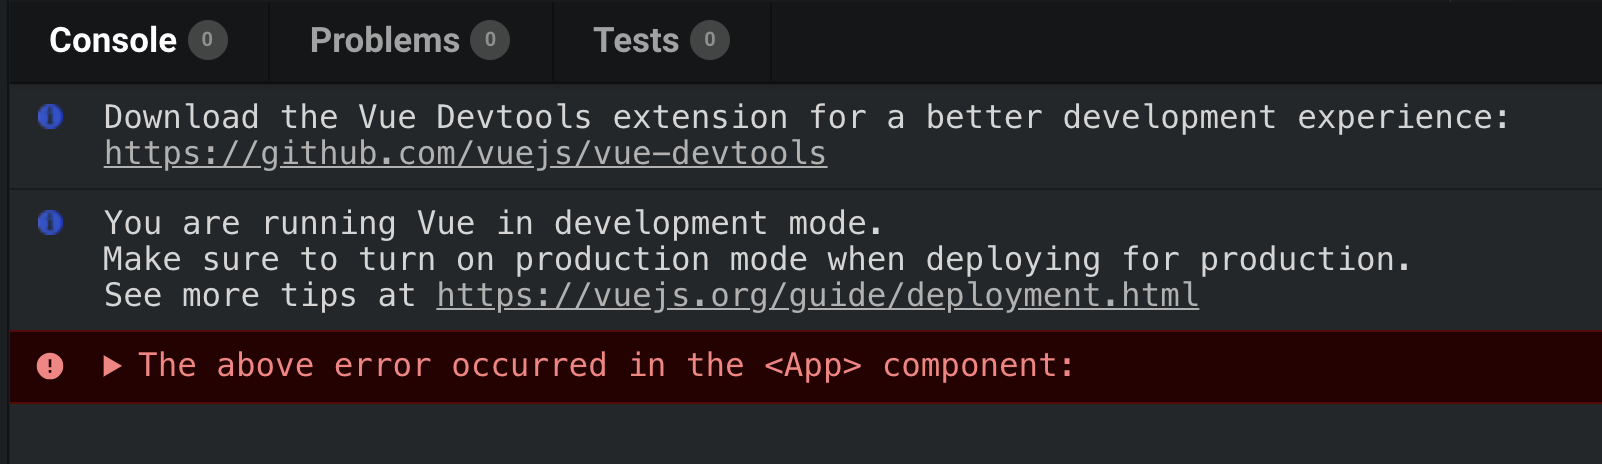 Console 0 Problems 0 Tests 0
Download the Vue Devtools extension for a better development experience:
https://github.com/vuejs/vue-devtools
You are running Vue in development mode.
Make sure to turn on production mode when deploying for production.
See more tips at https://vuejs.org/guide/deployment.html
The above error occurred in the <App> component: